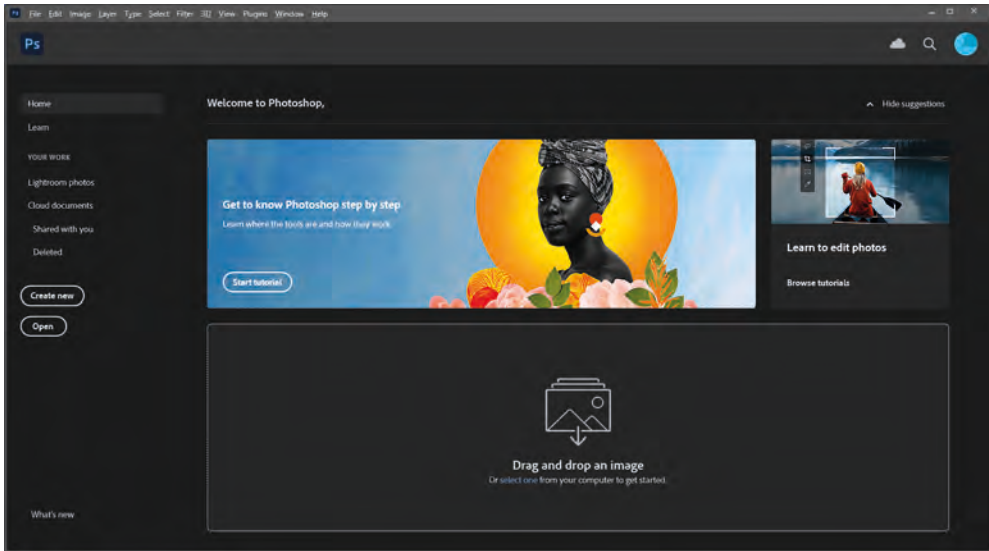 Ps File Edit Image Layer Type Select Filter 3D View Plugins Window Help
Ps
Home
Learn
YOUR WORK
Lightroom photos
Cloud documents
Shared with you
Deleted
Create new
Open
What's new
Welcome to Photoshop,
Hide suggestions
Get to know Photoshop step by step
Learn where the tools are and how they work
Start tutorial
Learn to edit photos
Browse tutorials
Drag and drop an image
Or select one from your computer to get started.